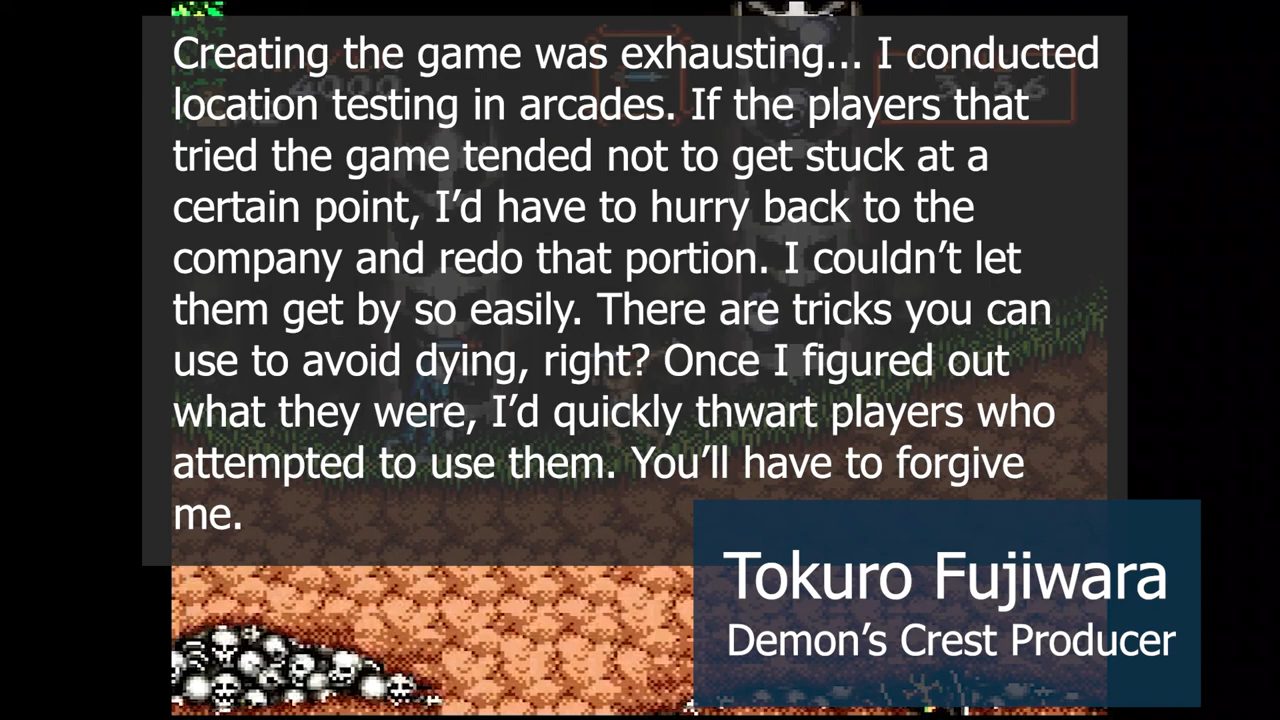 Creating the game was exhausting... I conducted
location testing in arcades. If the players that
tried the game tended not to get stuck at a
certain point, I’d have to hurry back to the
company and redo that portion. I couldn’t let
them get by so easily. There are tricks you can
use to avoid dying, right? Once I figured out
what they were, I’d quickly thwart players who
attempted to use them. You’ll have to forgive
me.
Tokuro Fujiwara
Demon’s Crest Producer